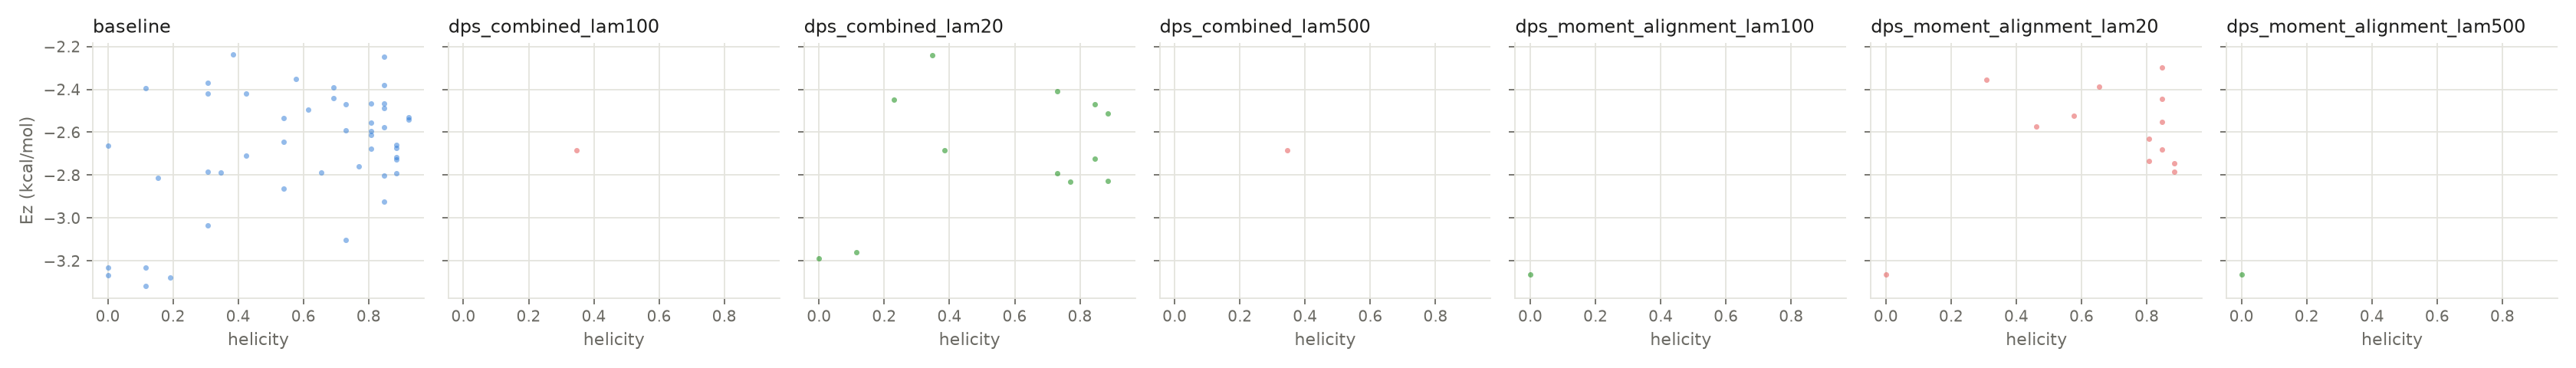 baseline
dps_combined_lam100
dps_combined_lam20
dps_combined_lam500
dps_moment_alignment_lam100
dps_moment_alignment_lam20
dps_moment_alignment_lam500
Ez (kcal/mol)
−2.2
−2.4
−2.6
−2.8
−3.0
−3.2
0.0 0.2 0.4 0.6 0.8
0.0 0.2 0.4 0.6 0.8
0.0 0.2 0.4 0.6 0.8
0.0 0.2 0.4 0.6 0.8
0.0 0.2 0.4 0.6 0.8
0.0 0.2 0.4 0.6 0.8
0.0 0.2 0.4 0.6 0.8
helicity
helicity
helicity
helicity
helicity
helicity
helicity